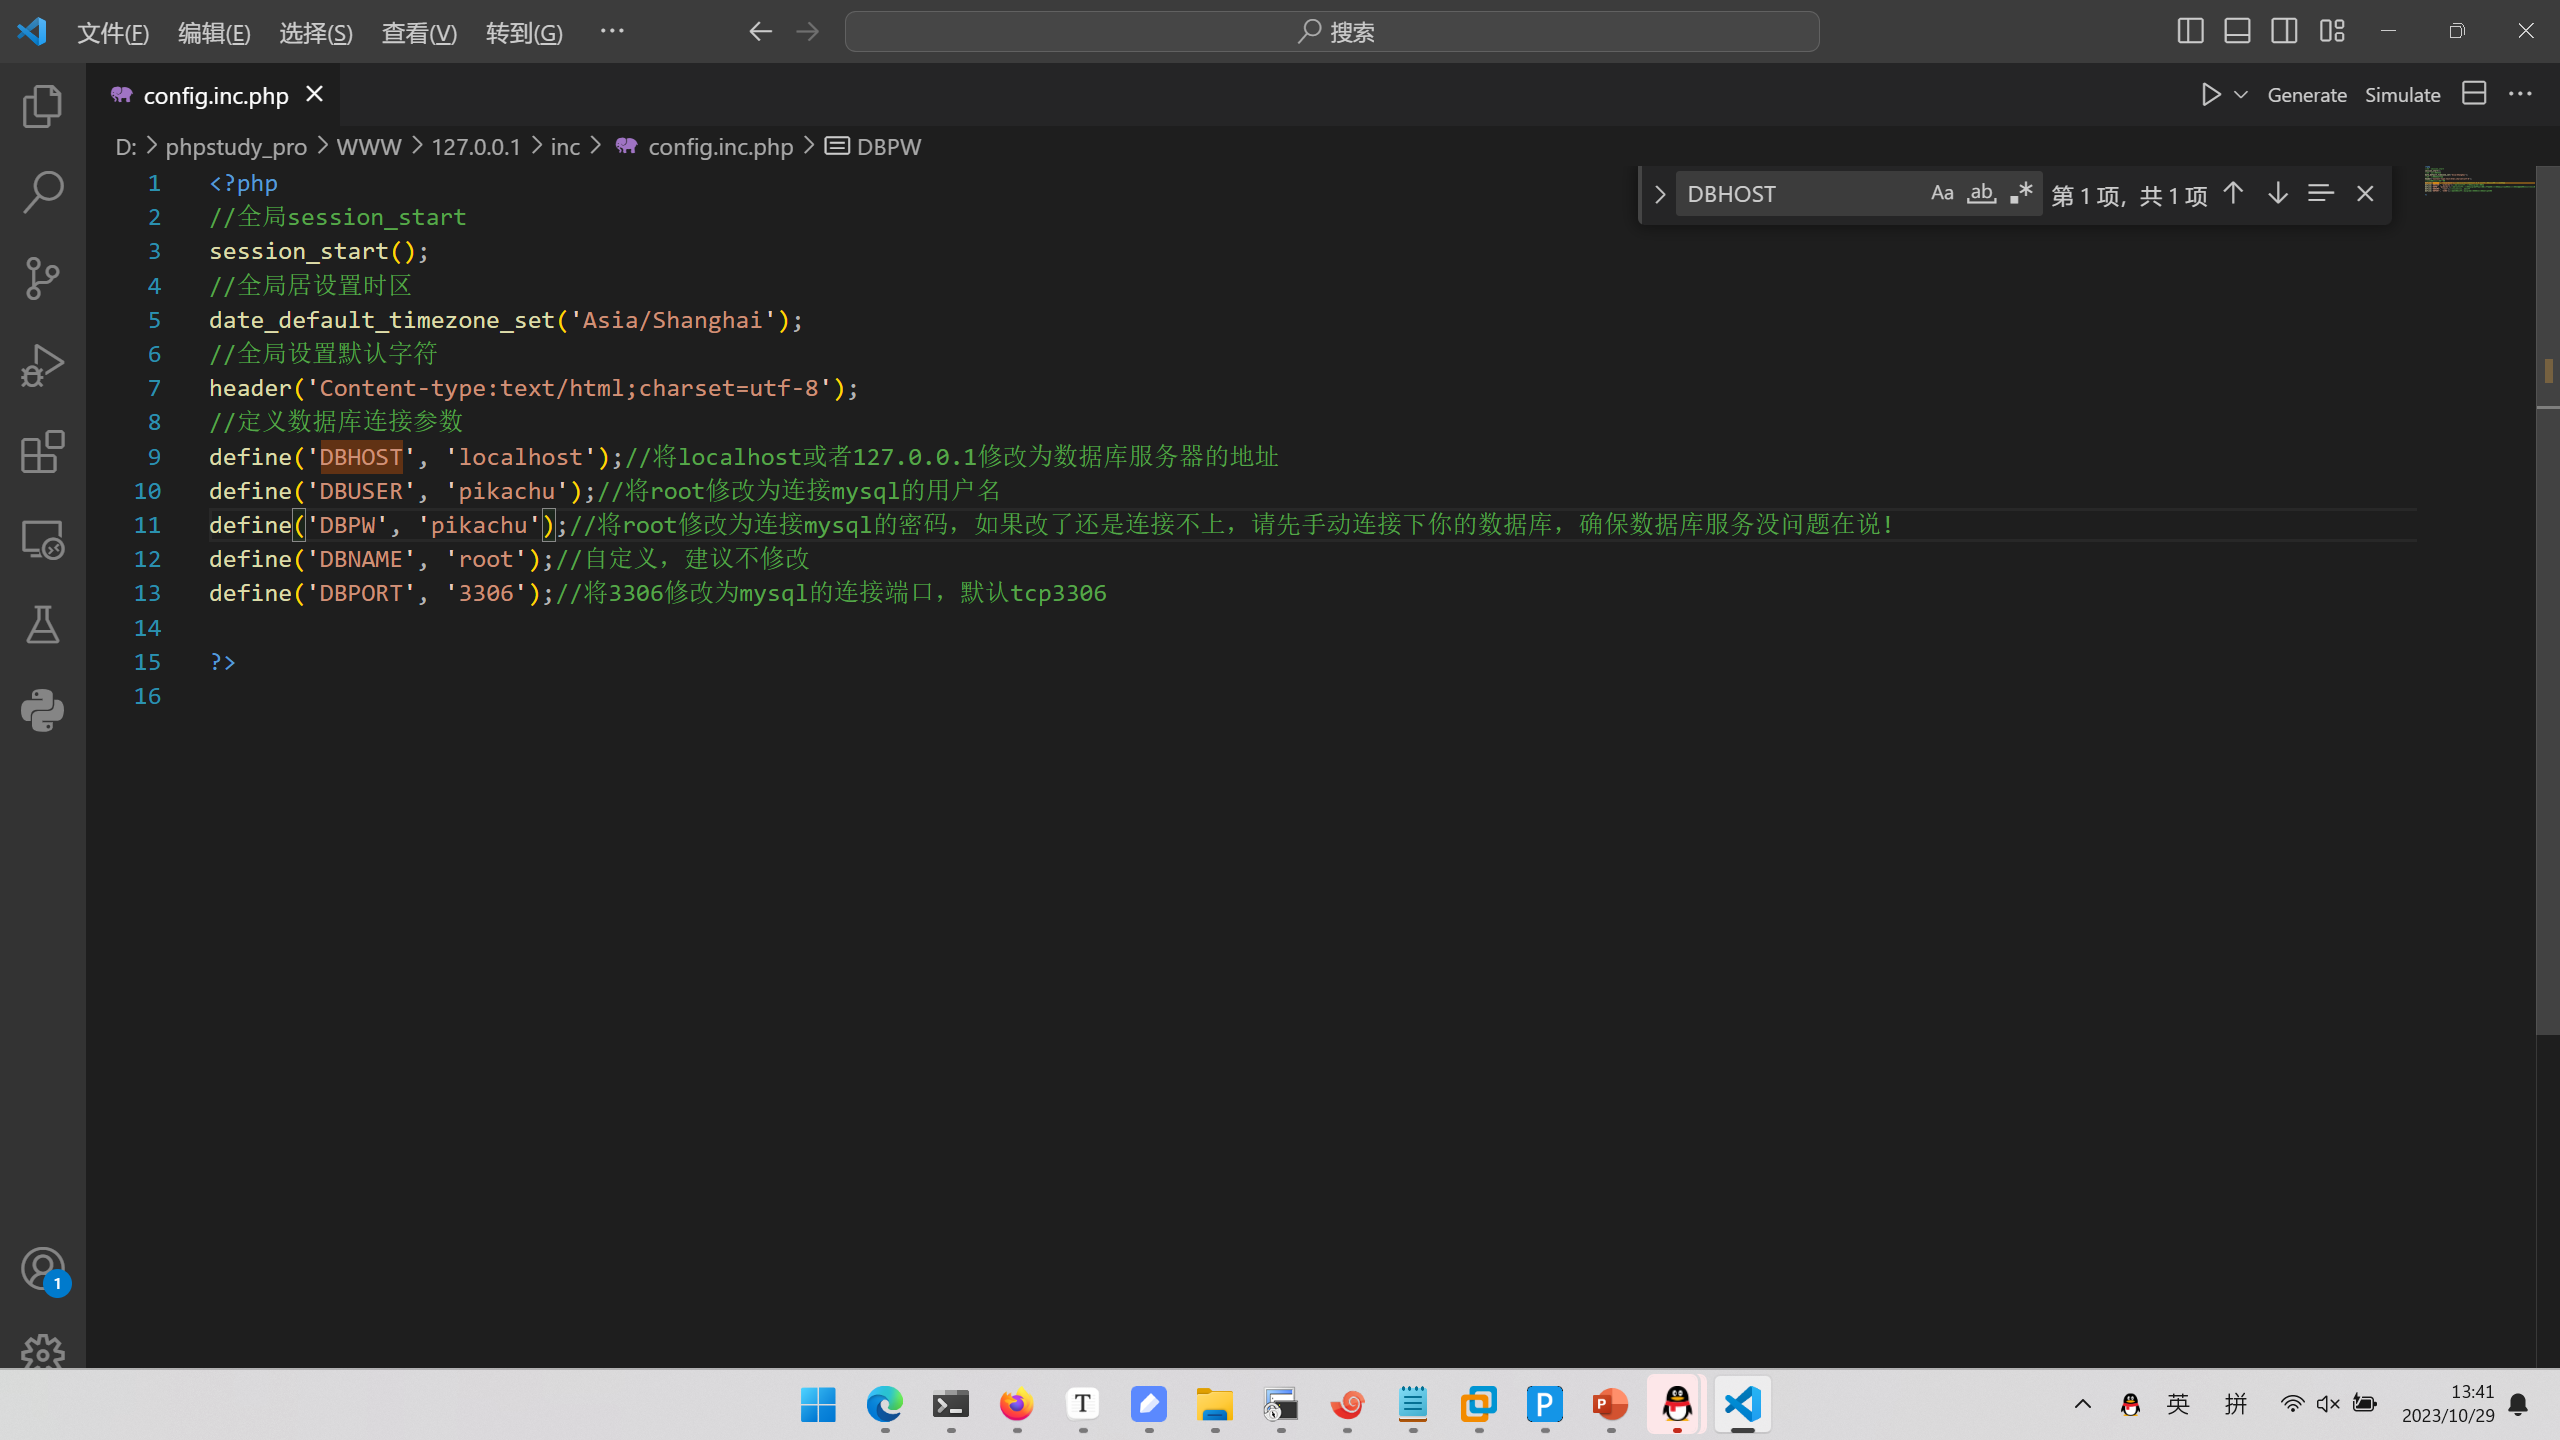 文件(F) 编辑(E) 选择(S) 查看(V) 转到(G) ··· 搜索
config.inc.php Generate Simulate
D: > phpstudy_pro > WWW > 127.0.0.1 > inc > config.inc.php > DBPW
DBHOST Aa ab .* 第 1 项, 共 1 项
1 <?php
2 //全局session_start
3 session_start();
4 //全局居设置时区
5 date_default_timezone_set('Asia/Shanghai');
6 //全局设置默认字符
7 header('Content-type:text/html;charset=utf-8');
8 //定义数据库连接参数
9 define('DBHOST', 'localhost');//将localhost或者127.0.0.1修改为数据库服务器的地址
10 define('DBUSER', 'pikachu');//将root修改为连接mysql的用户名
11 define('DBPW', 'pikachu');//将root修改为连接mysql的密码，如果改了还是连接不上，请先手动连接下你的数据库，确保数据库服务没问题在说！
12 define('DBNAME', 'root');//自定义，建议不修改
13 define('DBPORT', '3306');//将3306修改为mysql的连接端口，默认tcp3306
14
15 ?>
16
1
T P P 英 拼 13:41
2023/10/29